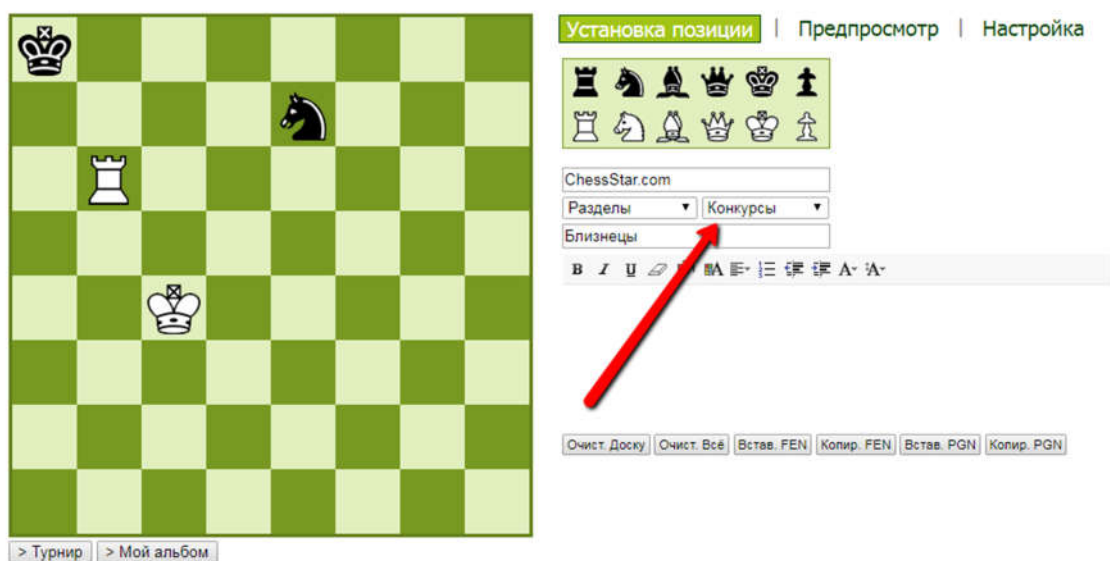 Установка позиции | Предпросмотр | Настройка
ChessStar.com
Разделы Конкурсы
Близнецы
B I U A A A
Очист. Доску Очист. Всё Встав. FEN Копир. FEN Встав. PGN Копир. PGN
> Турнир > Мой альбом